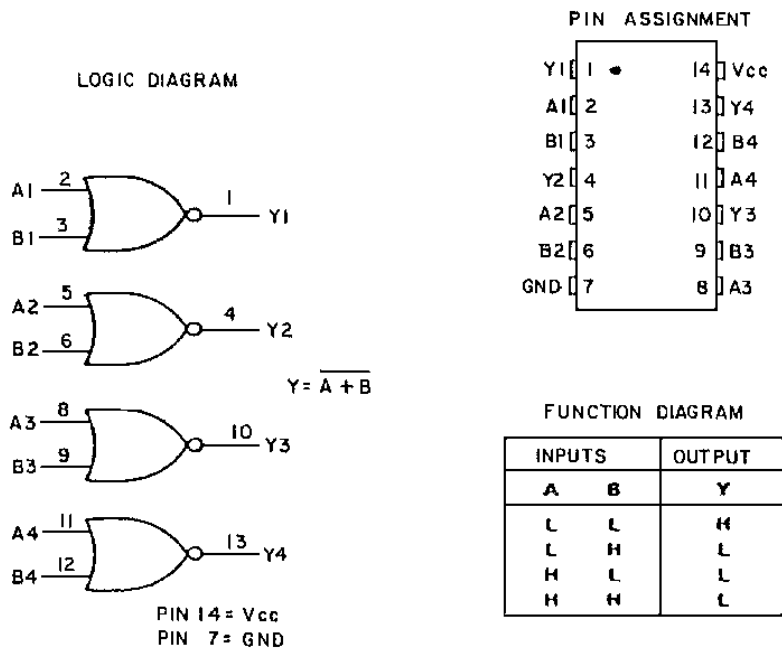 LOGIC DIAGRAM
A1 2 1 Y1
B1 3
A2 5 4 Y2
B2 6
Y = \overline{A + B}
A3 8 10 Y3
B3 9
A4 11 13 Y4
B4 12
PIN 14 = Vcc
PIN 7 = GND
PIN ASSIGNMENT
Y1 1 14 Vcc
A1 2 13 Y4
B1 3 12 B4
Y2 4 11 A4
A2 5 10 Y3
B2 6 9 B3
GND 7 8 A3
FUNCTION DIAGRAM
INPUTS OUTPUT
A B Y
L L H
L H L
H L L
H H L